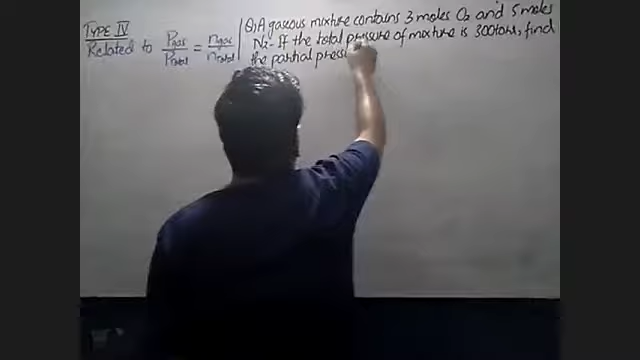 TYPE IV
Related to Pgas/Ptotal = ngas/ntotal
Q)A gaseous mixture contains 3 moles O2 and 5 moles
N2. If the total pressure of mixture is 300torr, find
the partial press